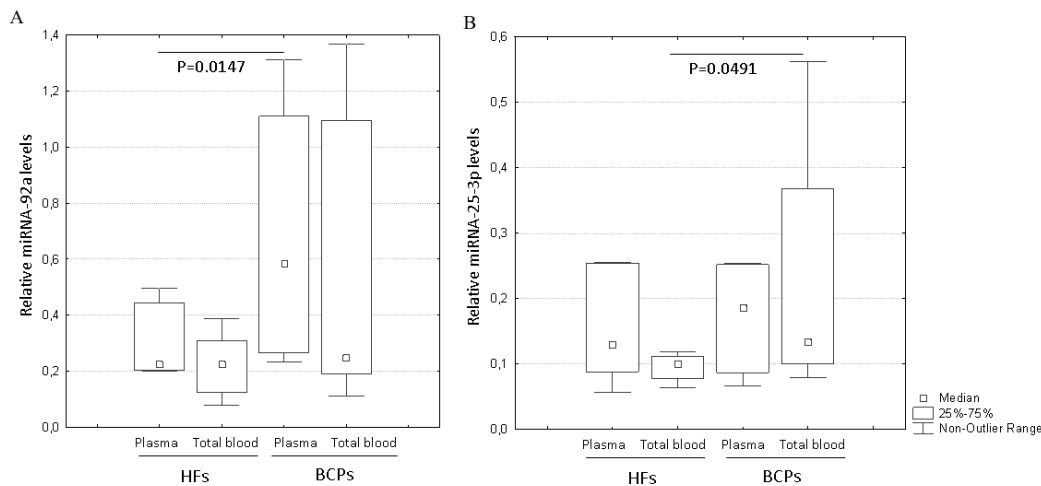 A
Relative miRNA-92a levels
1,4
1,2
1,0
0,8
0,6
0,4
0,2
0,0
P=0.0147
Plasma Total blood Plasma Total blood
HFs BCPs
B
Relative miRNA-25-3p levels
0,6
0,5
0,4
0,3
0,2
0,1
0,0
P=0.0491
Plasma Total blood Plasma Total blood
HFs BCPs
Median
25%-75%
Non-Outlier Range